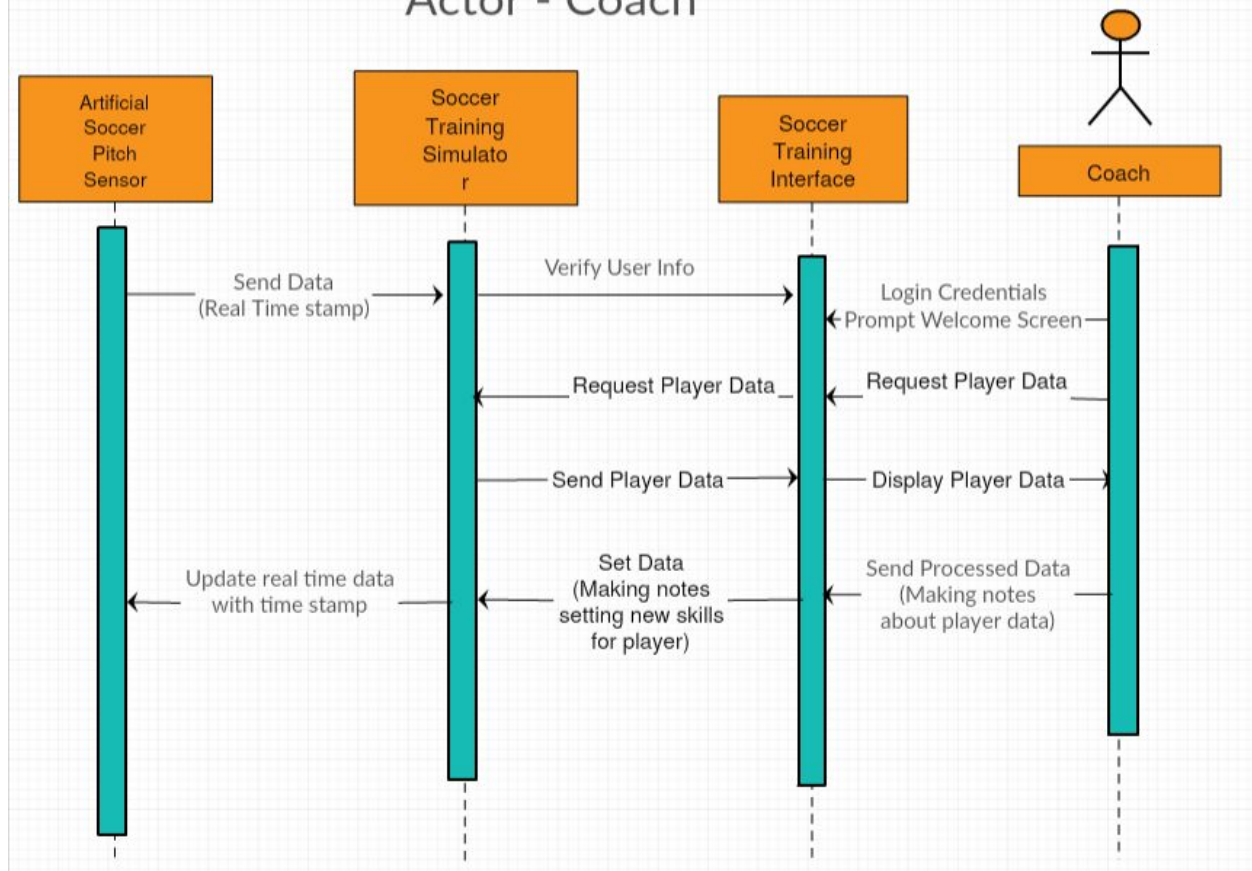 Actor - Coach
Artificial
Soccer
Pitch
Sensor
Soccer
Training
Simulato
r
Soccer
Training
Interface
Coach
Send Data
(Real Time stamp)
Verify User Info
Login Credentials
Prompt Welcome Screen
Request Player Data
Request Player Data
Send Player Data
Display Player Data
Update real time data
with time stamp
Set Data
(Making notes
setting new skills
for player)
Send Processed Data
(Making notes
about player data)